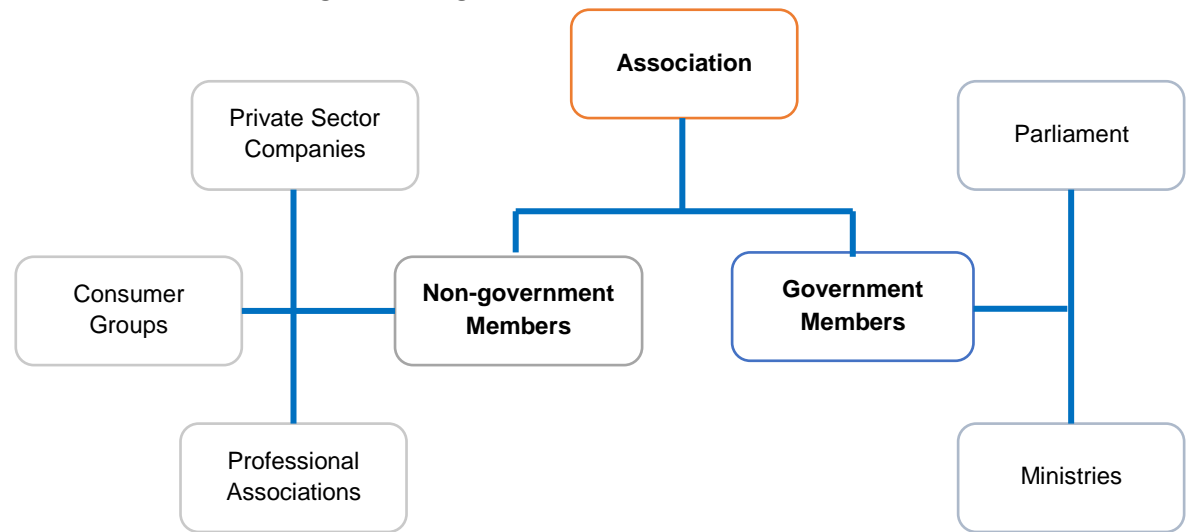 Association
Private Sector
Companies
Parliament
Consumer
Groups
Non-government
Members
Government
Members
Professional
Associations
Ministries